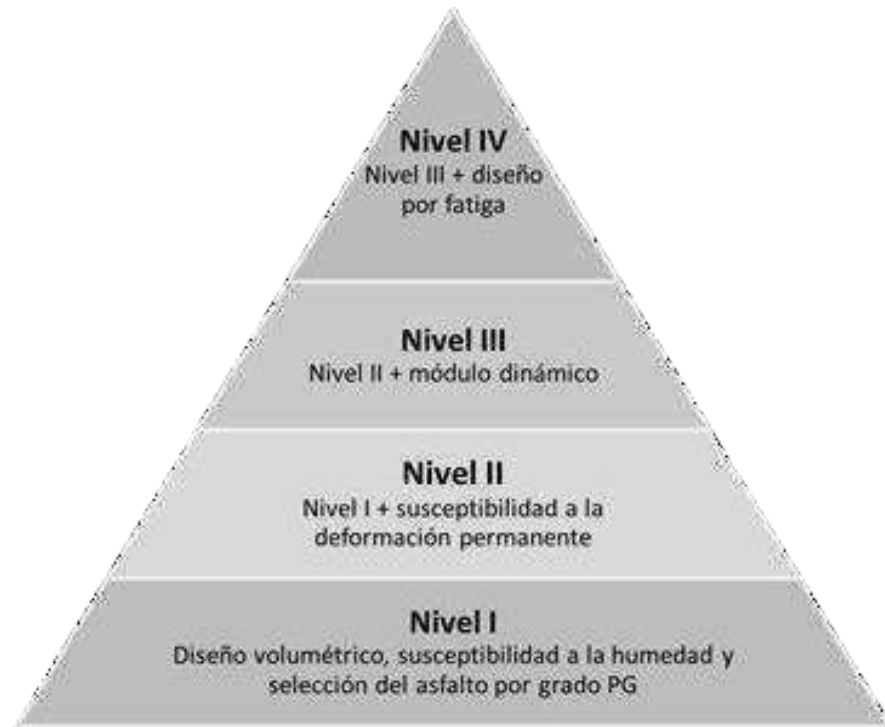 Nivel IV
Nivel III + diseño
por fatiga
Nivel III
Nivel II + módulo dinámico
Nivel II
Nivel I + susceptibilidad a la
deformación permanente
Nivel I
Diseño volumétrico, susceptibilidad a la humedad y
selección del asfalto por grado PG